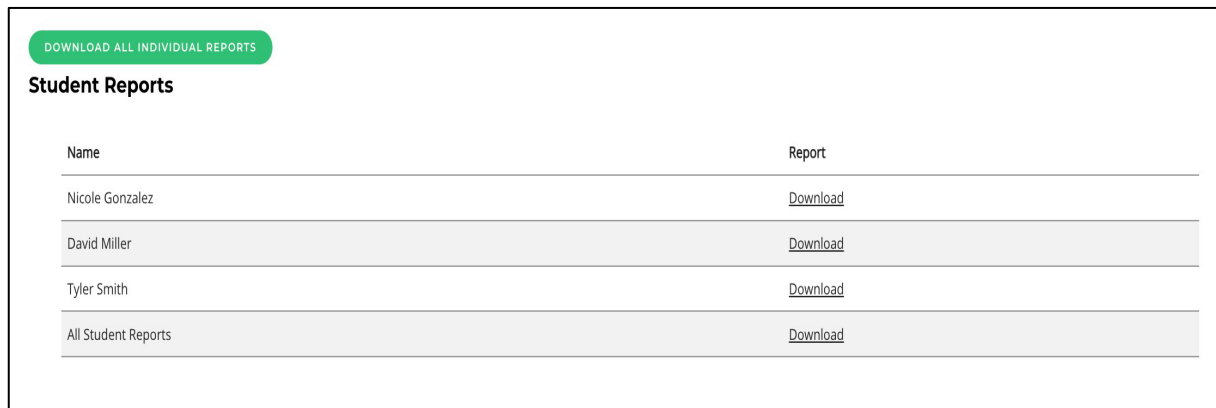 DOWNLOAD ALL INDIVIDUAL REPORTS
Student Reports
Name Report
Nicole Gonzalez Download
David Miller Download
Tyler Smith Download
All Student Reports Download